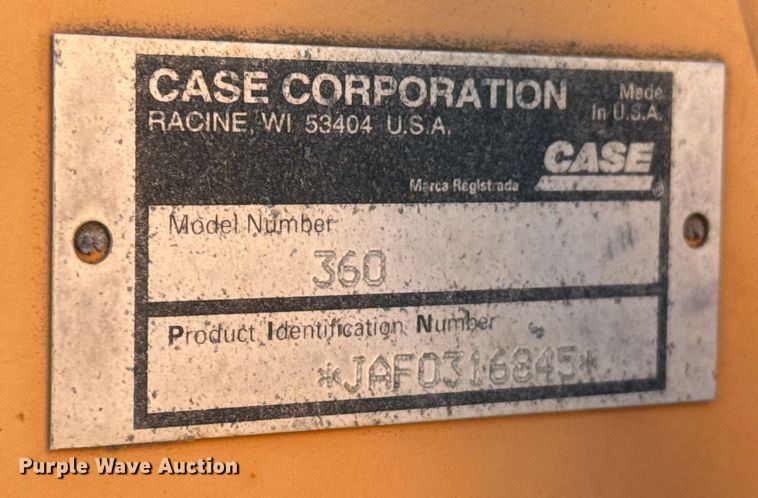 CASE CORPORATION
Made
In U.S.A.
RACINE, WI 53404 U.S.A.
CASE
Marca Registrada
®
Model Number
360
Product Identification Number
*JAF0316845*
Purple Wave Auction